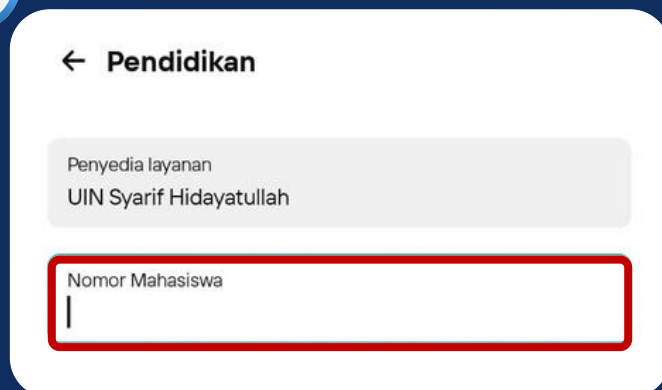 ← Pendidikan
Penyedia layanan
UIN Syarif Hidayatullah
Nomor Mahasiswa